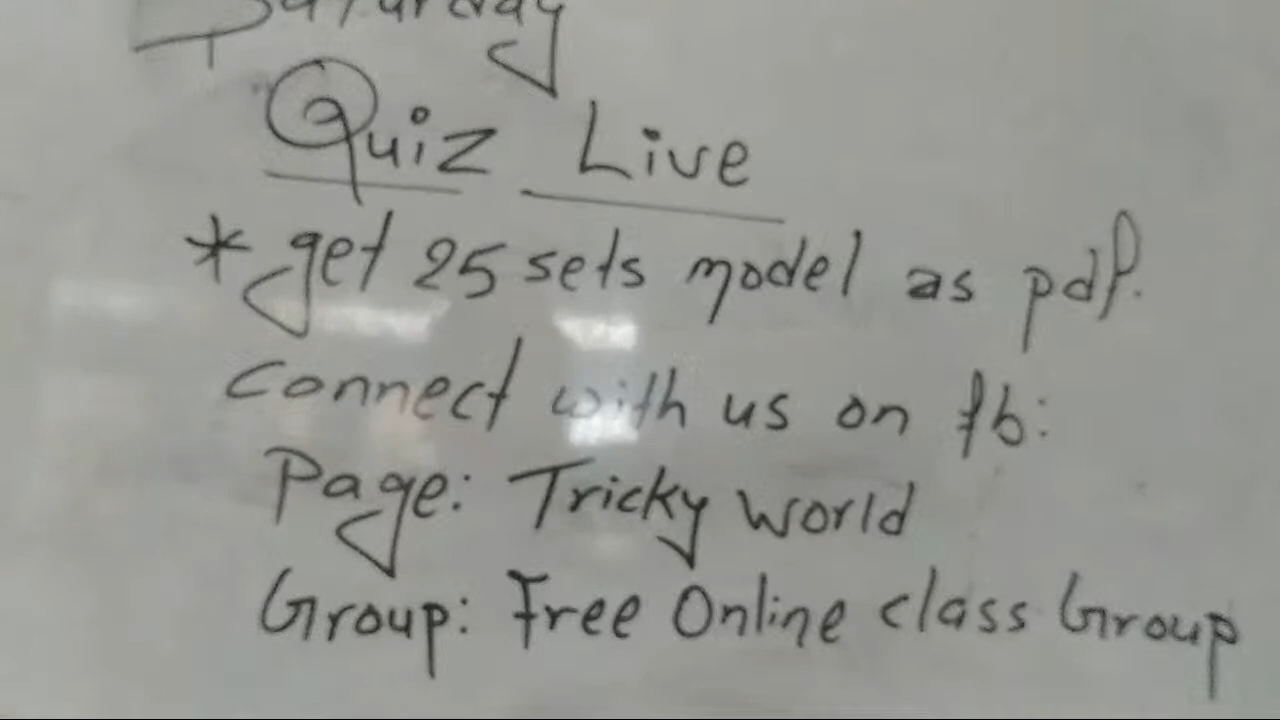 Saturday
Quiz Live
* get 25 sets model as pdf.
connect with us on fb:
Page: Tricky world
Group: Free Online class Group